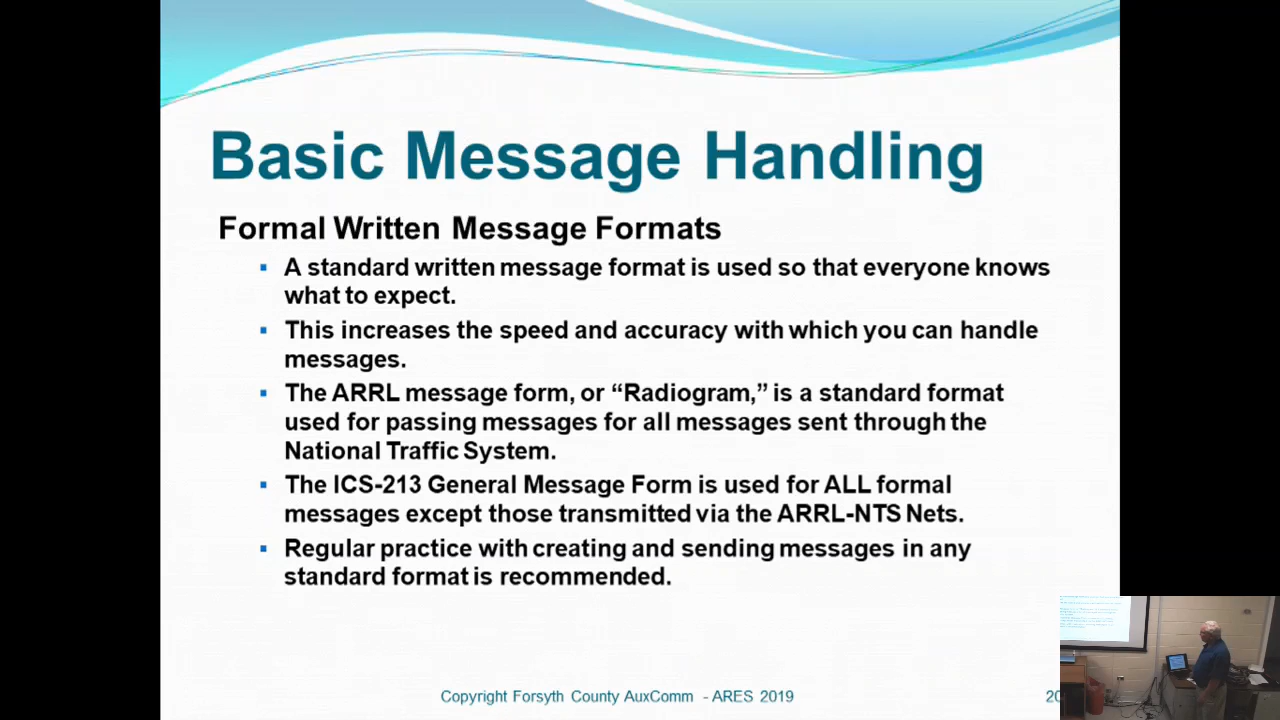 Basic Message Handling
Formal Written Message Formats
▪ A standard written message format is used so that everyone knows
what to expect.
▪ This increases the speed and accuracy with which you can handle
messages.
▪ The ARRL message form, or “Radiogram,” is a standard format
used for passing messages for all messages sent through the
National Traffic System.
▪ The ICS-213 General Message Form is used for ALL formal
messages except those transmitted via the ARRL-NTS Nets.
▪ Regular practice with creating and sending messages in any
standard format is recommended.
Copyright Forsyth County AuxComm - ARES 2019
20